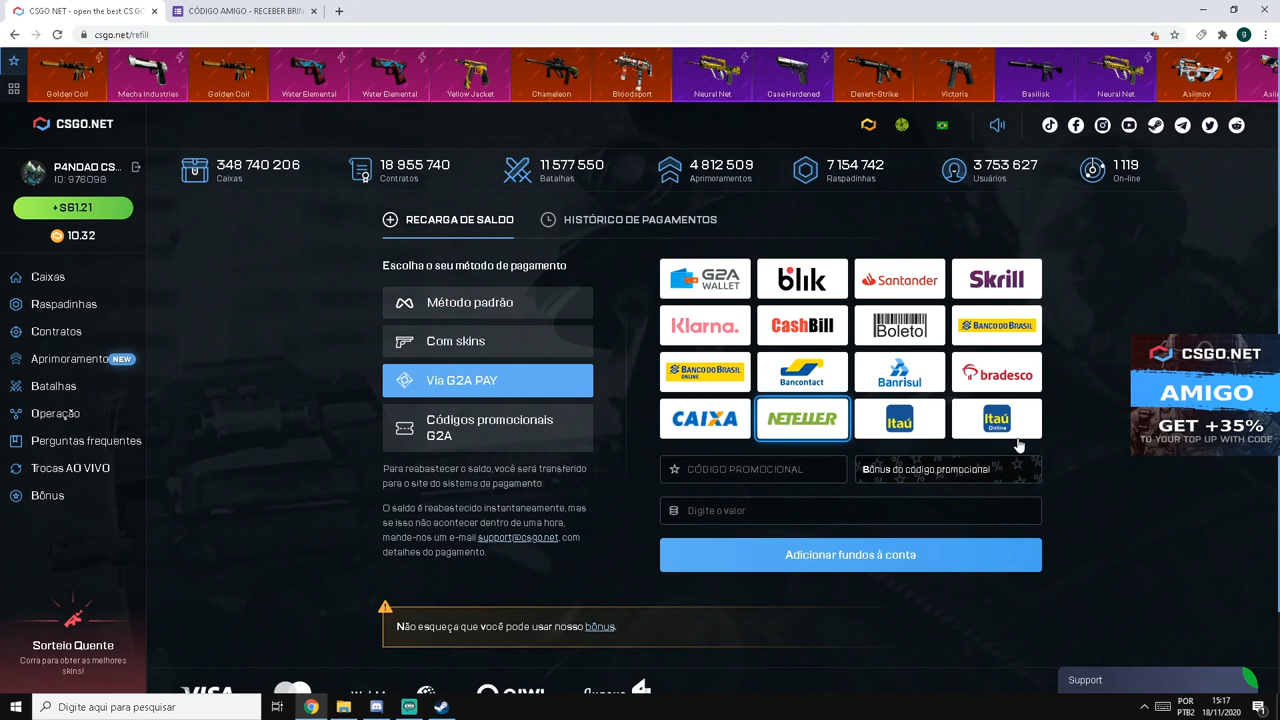 CSGO NET - open the best CS GO
CÓDIGO AMIGO - RECEBER BRIN
csgo.net/refill
g
Golden Coil
Mecha Industries
Golden Coil
Water Elemental
Water Elemental
Yellow Jacket
Chameleon
Bloodsport
Neural Net
Case Hardened
Desert-Strike
Victoria
Basilisk
Neural Net
Asiimov
Asii
CSGO.NET
P4NDAO CS...
ID: 976098
+$61.21
10.32
348 740 206
Caixas
18 955 740
Contratos
11 577 550
Batalhas
4 812 509
Aprimoramentos
7 154 742
Raspadinhas
3 753 627
Usuários
1 119
On-line
Caixas
Raspadinhas
Contratos
Aprimoramento NEW
Batalhas
Operação
Perguntas frequentes
Trocas AO VIVO
Bônus
Sorteio Quente
Corra para obter as melhores
skins!
RECARGA DE SALDO
HISTÓRICO DE PAGAMENTOS
Escolha o seu método de pagamento
Método padrão
Com skins
Via G2A PAY
Códigos promocionais
G2A
Para reabastecer o saldo, você será transferido
para o site do sistema de pagamento.
O saldo é reabastecido instantaneamente, mas
se isso não acontecer dentro de uma hora,
mande-nos um e-mail support@csgo.net, com
detalhes do pagamento.
G2A
WALLET
blik
Santander
Skrill
Klarna.
CashBill
Boleto
BANCO DO BRASIL
BANCO DO BRASIL
ONLINE
Bancontact
Banrisul
bradesco
CAIXA
NETELLER
Itaú
Itaú
Online
CÓDIGO PROMOCIONAL
Bônus do código promocional
Digite o valor
Adicionar fundos à conta
Não esqueça que você pode usar nosso bônus.
CSGO.NET
AMIGO
GET +35%
TO YOUR TOP UP WITH CODE
VISA
QIWI
Support
Digite aqui para pesquisar
POR
PTB2
15:17
18/11/2020
1